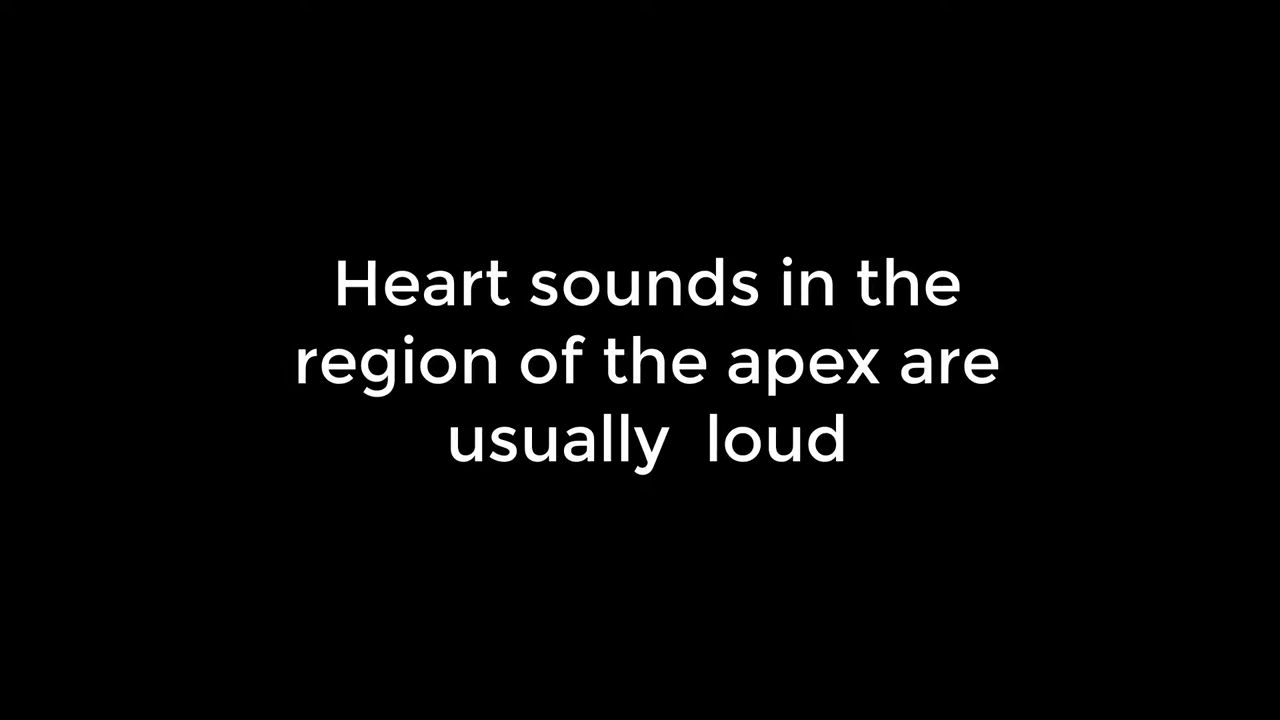 Heart sounds in the
region of the apex are
usually  loud